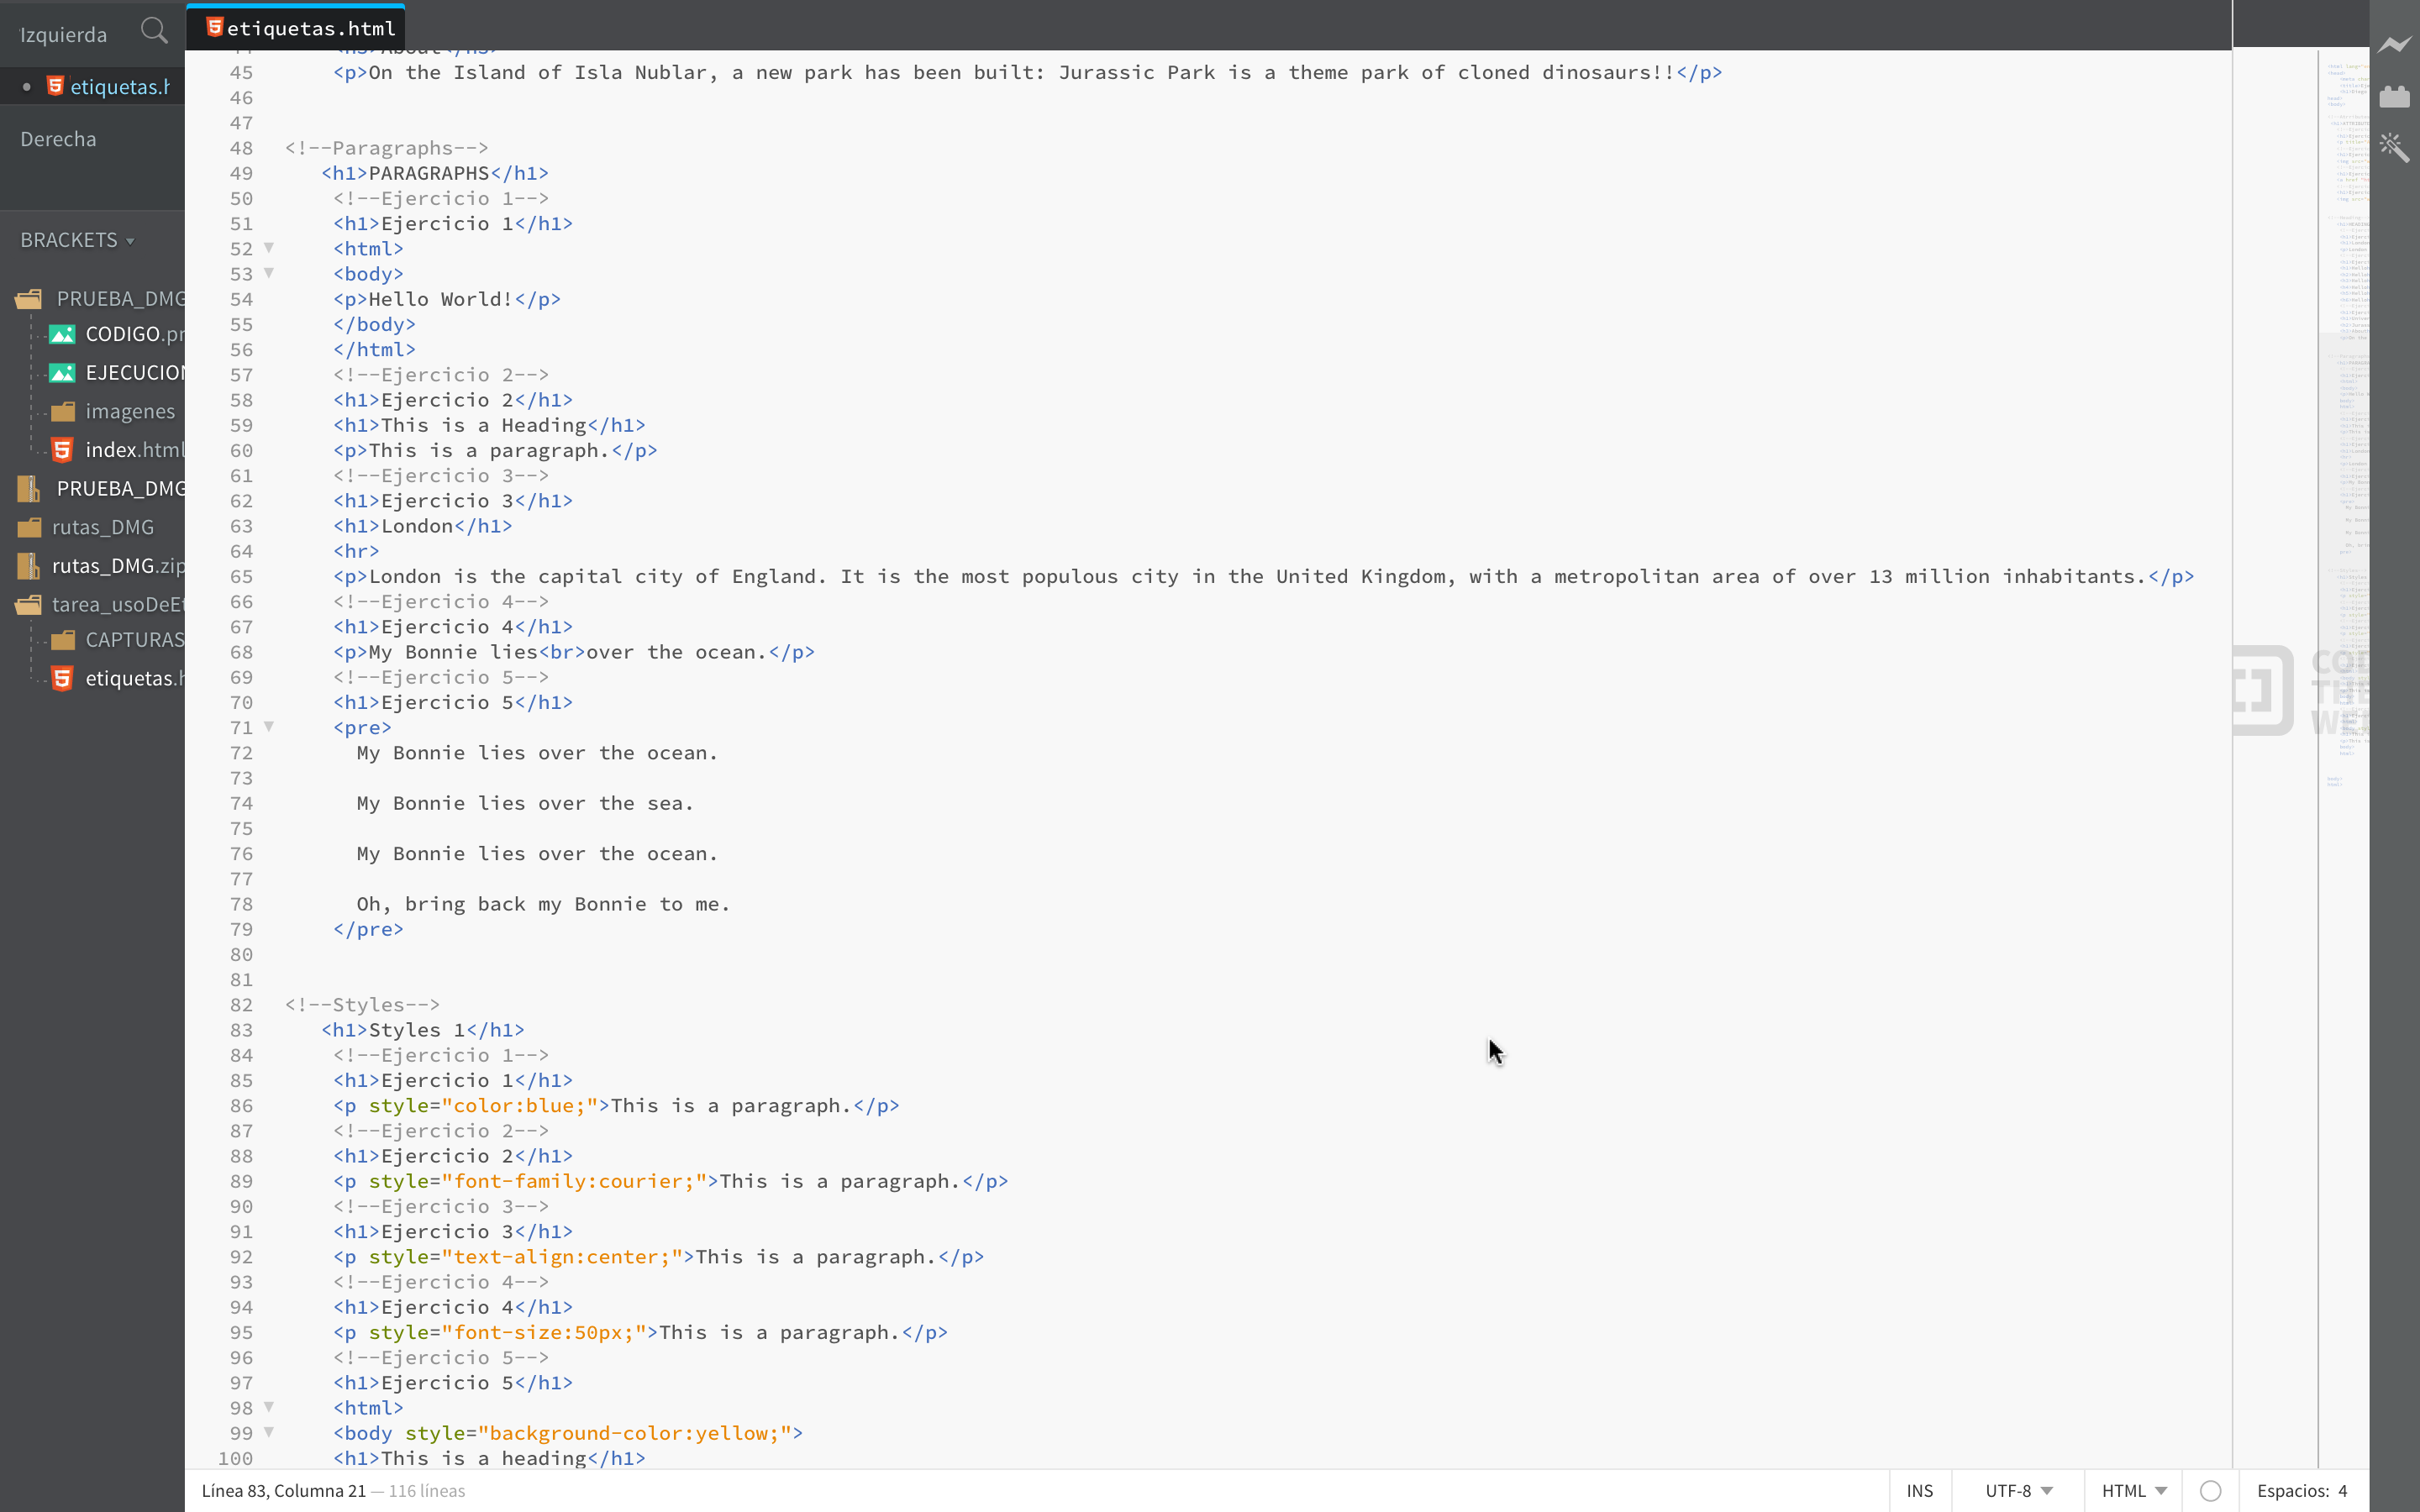 Izquierda
etiquetas.h
Derecha
BRACKETS
PRUEBA_DMG
CODIGO.pr
EJECUCION
imagenes
index.html
PRUEBA_DMG
rutas_DMG
rutas_DMG.zip
tarea_usoDeEt
CAPTURAS
etiquetas.h
etiquetas.html
45 <p>On the Island of Isla Nublar, a new park has been built: Jurassic Park is a theme park of cloned dinosaurs!!</p>
46
47
48 <!--Paragraphs-->
49 <h1>PARAGRAPHS</h1>
50 <!--Ejercicio 1-->
51 <h1>Ejercicio 1</h1>
52 <html>
53 <body>
54 <p>Hello World!</p>
55 </body>
56 </html>
57 <!--Ejercicio 2-->
58 <h1>Ejercicio 2</h1>
59 <h1>This is a Heading</h1>
60 <p>This is a paragraph.</p>
61 <!--Ejercicio 3-->
62 <h1>Ejercicio 3</h1>
63 <h1>London</h1>
64 <hr>
65 <p>London is the capital city of England. It is the most populous city in the United Kingdom, with a metropolitan area of over 13 million inhabitants.</p>
66 <!--Ejercicio 4-->
67 <h1>Ejercicio 4</h1>
68 <p>My Bonnie lies<br>over the ocean.</p>
69 <!--Ejercicio 5-->
70 <h1>Ejercicio 5</h1>
71 <pre>
72 My Bonnie lies over the ocean.
73
74 My Bonnie lies over the sea.
75
76 My Bonnie lies over the ocean.
77
78 Oh, bring back my Bonnie to me.
79 </pre>
80
81
82 <!--Styles-->
83 <h1>Styles 1</h1>
84 <!--Ejercicio 1-->
85 <h1>Ejercicio 1</h1>
86 <p style="color:blue;">This is a paragraph.</p>
87 <!--Ejercicio 2-->
88 <h1>Ejercicio 2</h1>
89 <p style="font-family:courier;">This is a paragraph.</p>
90 <!--Ejercicio 3-->
91 <h1>Ejercicio 3</h1>
92 <p style="text-align:center;">This is a paragraph.</p>
93 <!--Ejercicio 4-->
94 <h1>Ejercicio 4</h1>
95 <p style="font-size:50px;">This is a paragraph.</p>
96 <!--Ejercicio 5-->
97 <h1>Ejercicio 5</h1>
98 <html>
99 <body style="background-color:yellow;">
100 <h1>This is a heading</h1>
Línea 83, Columna 21 — 116 líneas
INS UTF-8 HTML Espacios: 4